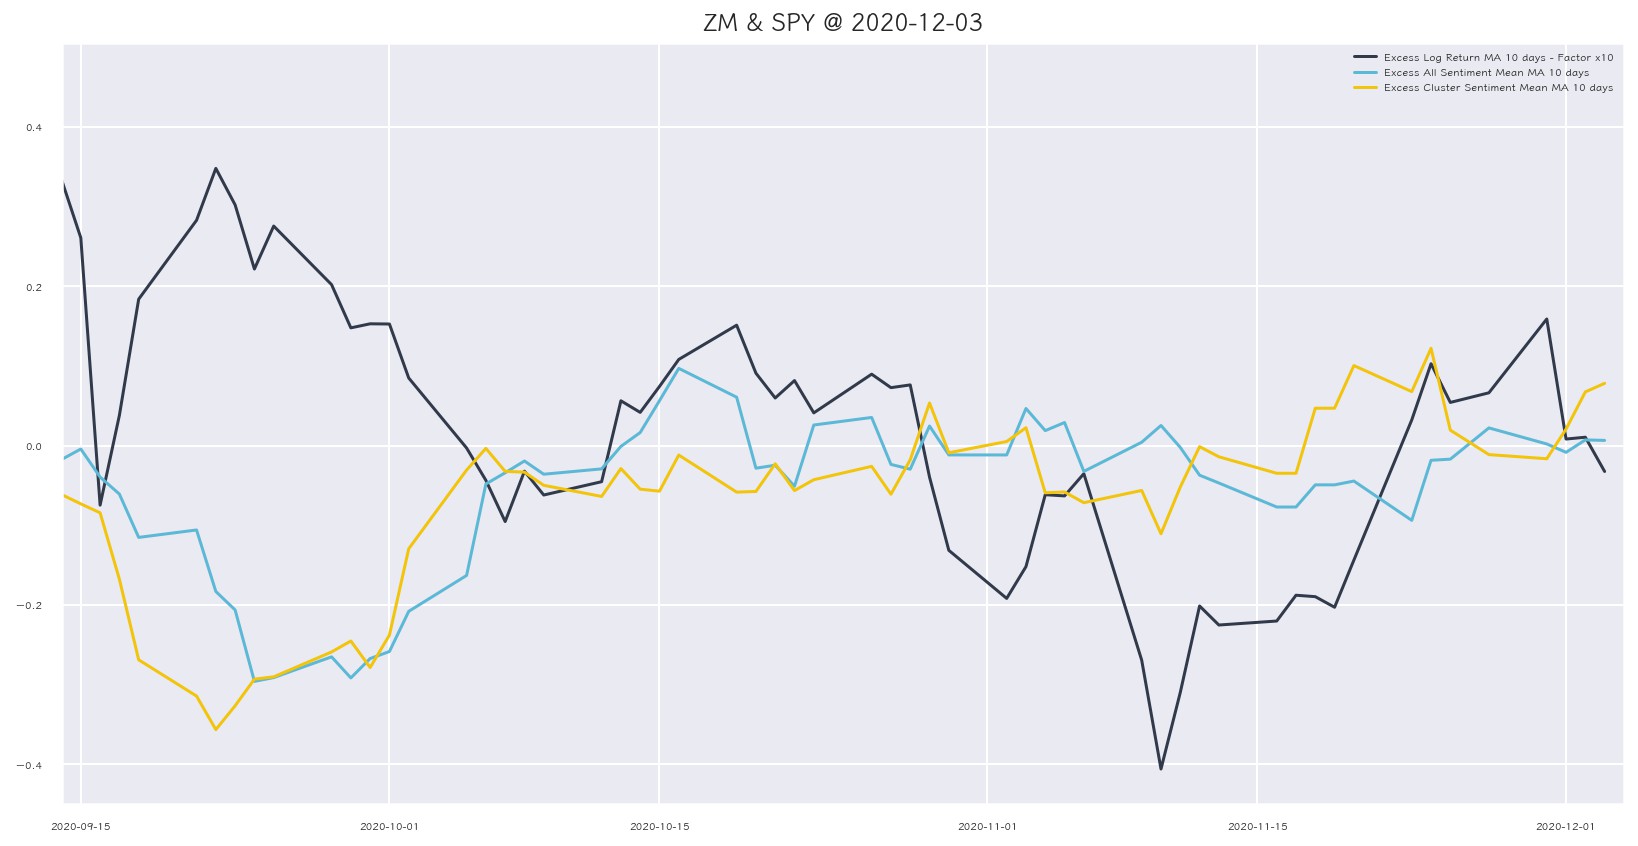 ZM & SPY @ 2020-12-03
Excess Log Return MA 10 days - Factor x10
Excess All Sentiment Mean MA 10 days
Excess Cluster Sentiment Mean MA 10 days
0.4
0.2
0.0
−0.2
−0.4
2020-09-15 2020-10-01 2020-10-15 2020-11-01 2020-11-15 2020-12-01